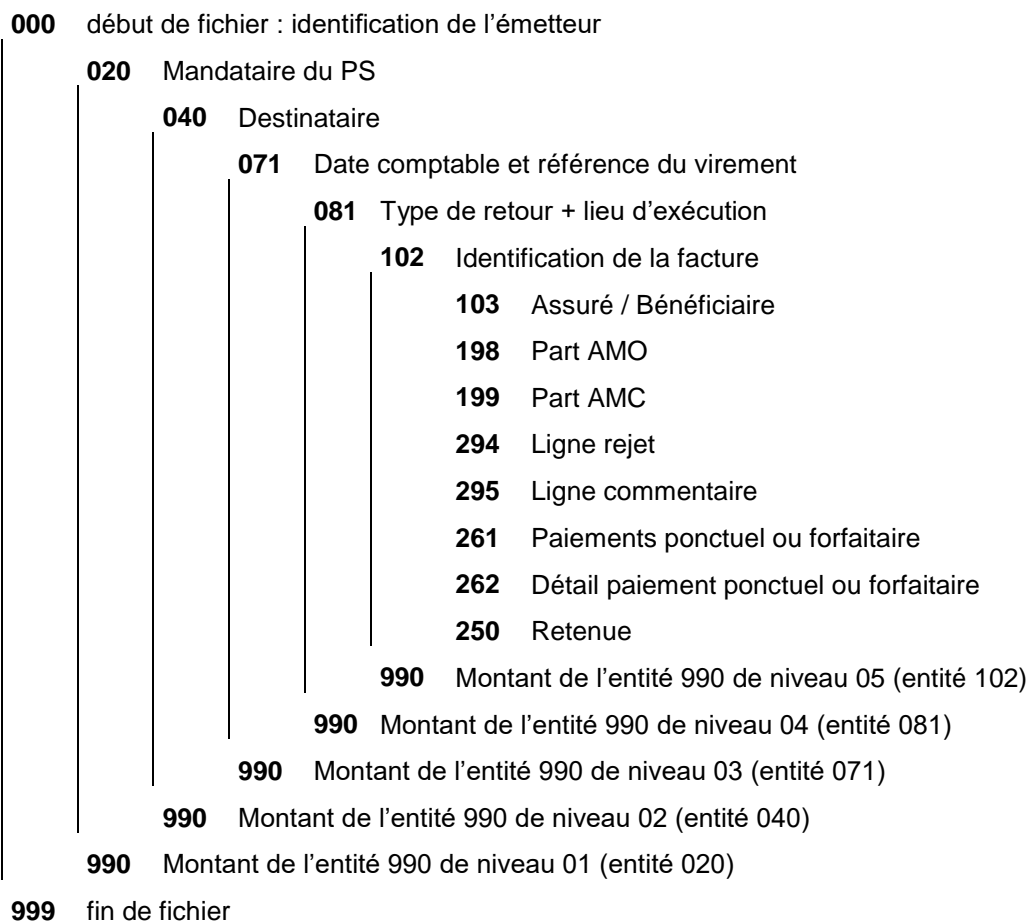 000 début de fichier : identification de l’émetteur
020 Mandataire du PS
040 Destinataire
071 Date comptable et référence du virement
081 Type de retour + lieu d’exécution
102 Identification de la facture
103 Assuré / Bénéficiaire
198 Part AMO
199 Part AMC
294 Ligne rejet
295 Ligne commentaire
261 Paiements ponctuel ou forfaitaire
262 Détail paiement ponctuel ou forfaitaire
250 Retenue
990 Montant de l’entité 990 de niveau 05 (entité 102)
990 Montant de l’entité 990 de niveau 04 (entité 081)
990 Montant de l’entité 990 de niveau 03 (entité 071)
990 Montant de l’entité 990 de niveau 02 (entité 040)
990 Montant de l’entité 990 de niveau 01 (entité 020)
999 fin de fichier